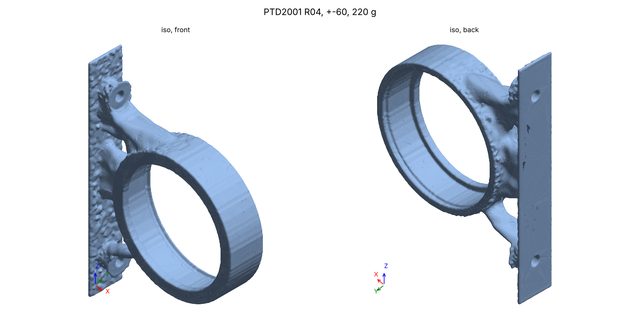 PTD2001 R04, +-60, 220 g
iso, front
iso, back
X
Z
X
Y